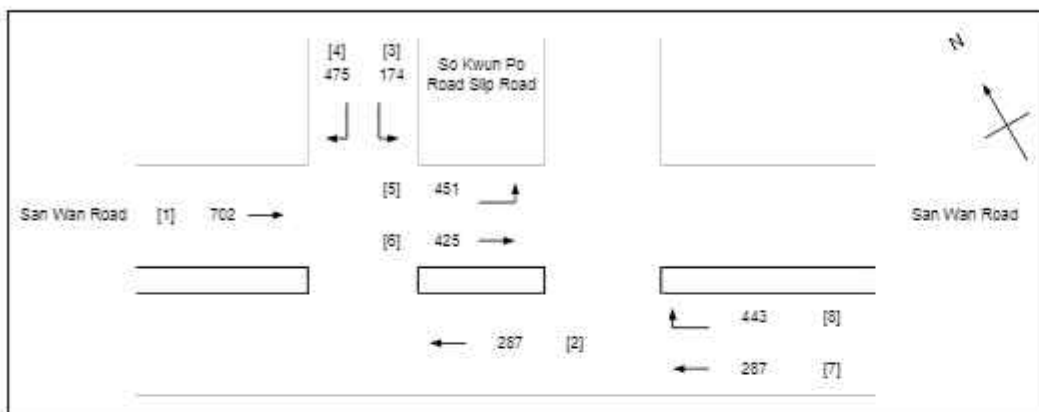 N
[4] [3]
475 174
So Kwun Po
Road Slip Road
[5] 451
San Wan Road [1] 702
San Wan Road
[6] 425
443 [8]
287 [2]
287 [7]